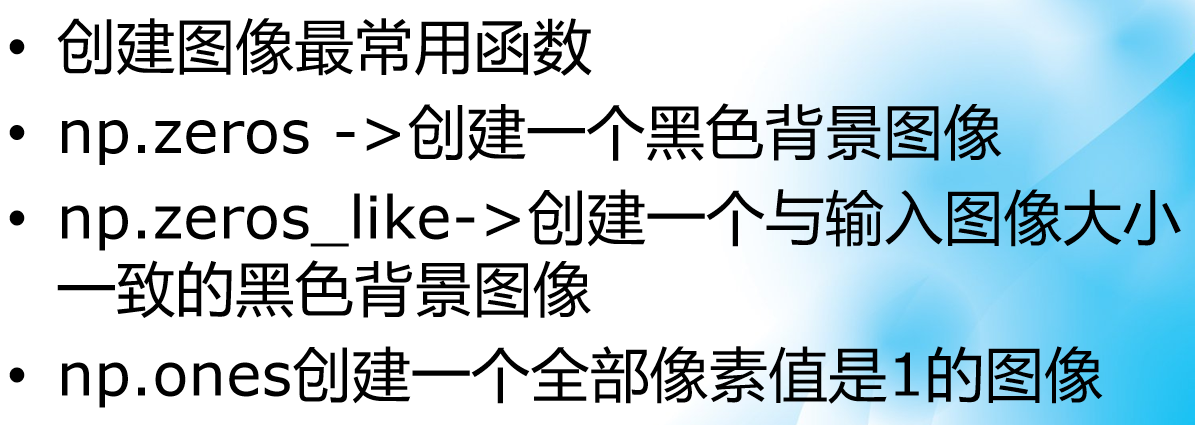 • 创建图像最常用函数
• np.zeros ->创建一个黑色背景图像
• np.zeros_like->创建一个与输入图像大小
一致的黑色背景图像
• np.ones创建一个全部像素值是1的图像